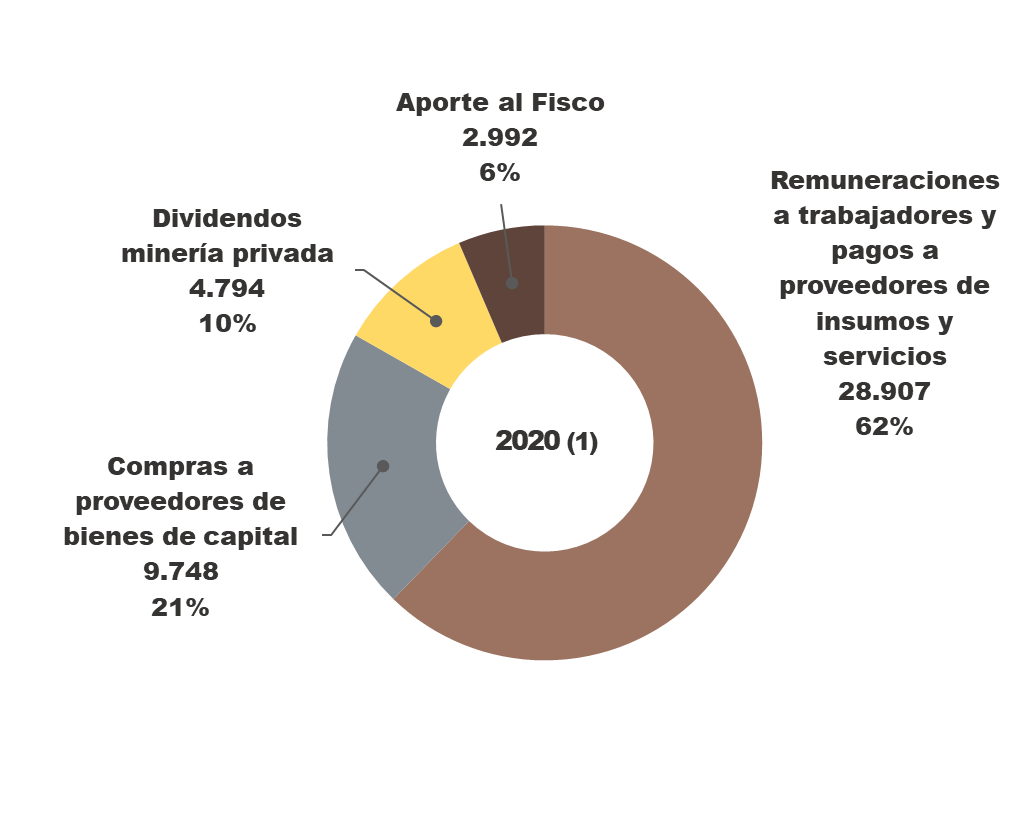 Aporte al Fisco
2.992
6%
Remuneraciones
a trabajadores y
pagos a
proveedores de
insumos y
servicios
28.907
62%
Dividendos
minería privada
4.794
10%
2020 (1)
Compras a
proveedores de
bienes de capital
9.748
21%